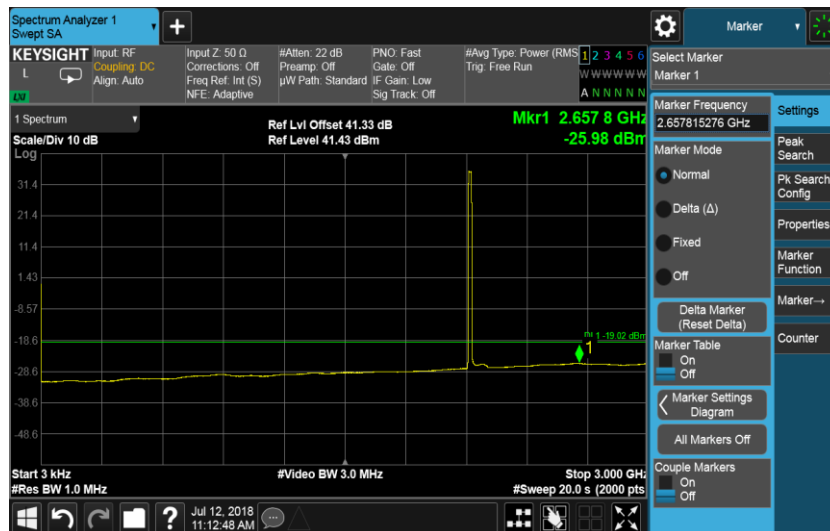 Spectrum Analyzer 1
Swept SA
Marker
KEYSIGHT
L
LXI
Input: RF
Coupling: DC
Align: Auto
Input Z: 50 Ω
Corrections: Off
Freq Ref: Int (S)
NFE: Adaptive
#Atten: 22 dB
Preamp: Off
µW Path: Standard
PNO: Fast
Gate: Off
IF Gain: Low
Sig Track: Off
#Avg Type: Power (RMS
Trig: Free Run
1 2 3 4 5 6
W W W W W W
A N N N N N
Select Marker
Marker 1
1 Spectrum
Scale/Div 10 dB
Log
Ref Lvl Offset 41.33 dB
Ref Level 41.43 dBm
Mkr1 2.657 8 GHz
-25.98 dBm
31.4
21.4
11.4
1.43
-8.57
-18.6
-28.6
-38.6
-48.6
DL1 -19.02 dBm
1
Start 3 kHz
#Res BW 1.0 MHz
#Video BW 3.0 MHz
Stop 3.000 GHz
#Sweep 20.0 s (2000 pts
Marker Frequency
2.657815276 GHz
Marker Mode
Normal
Delta (Δ)
Fixed
Off
Delta Marker
(Reset Delta)
Marker Table
On
Off
Marker Settings
Diagram
All Markers Off
Couple Markers
On
Off
Settings
Peak
Search
Pk Search
Config
Properties
Marker
Function
Marker→
Counter
?
Jul 12, 2018
11:12:48 AM